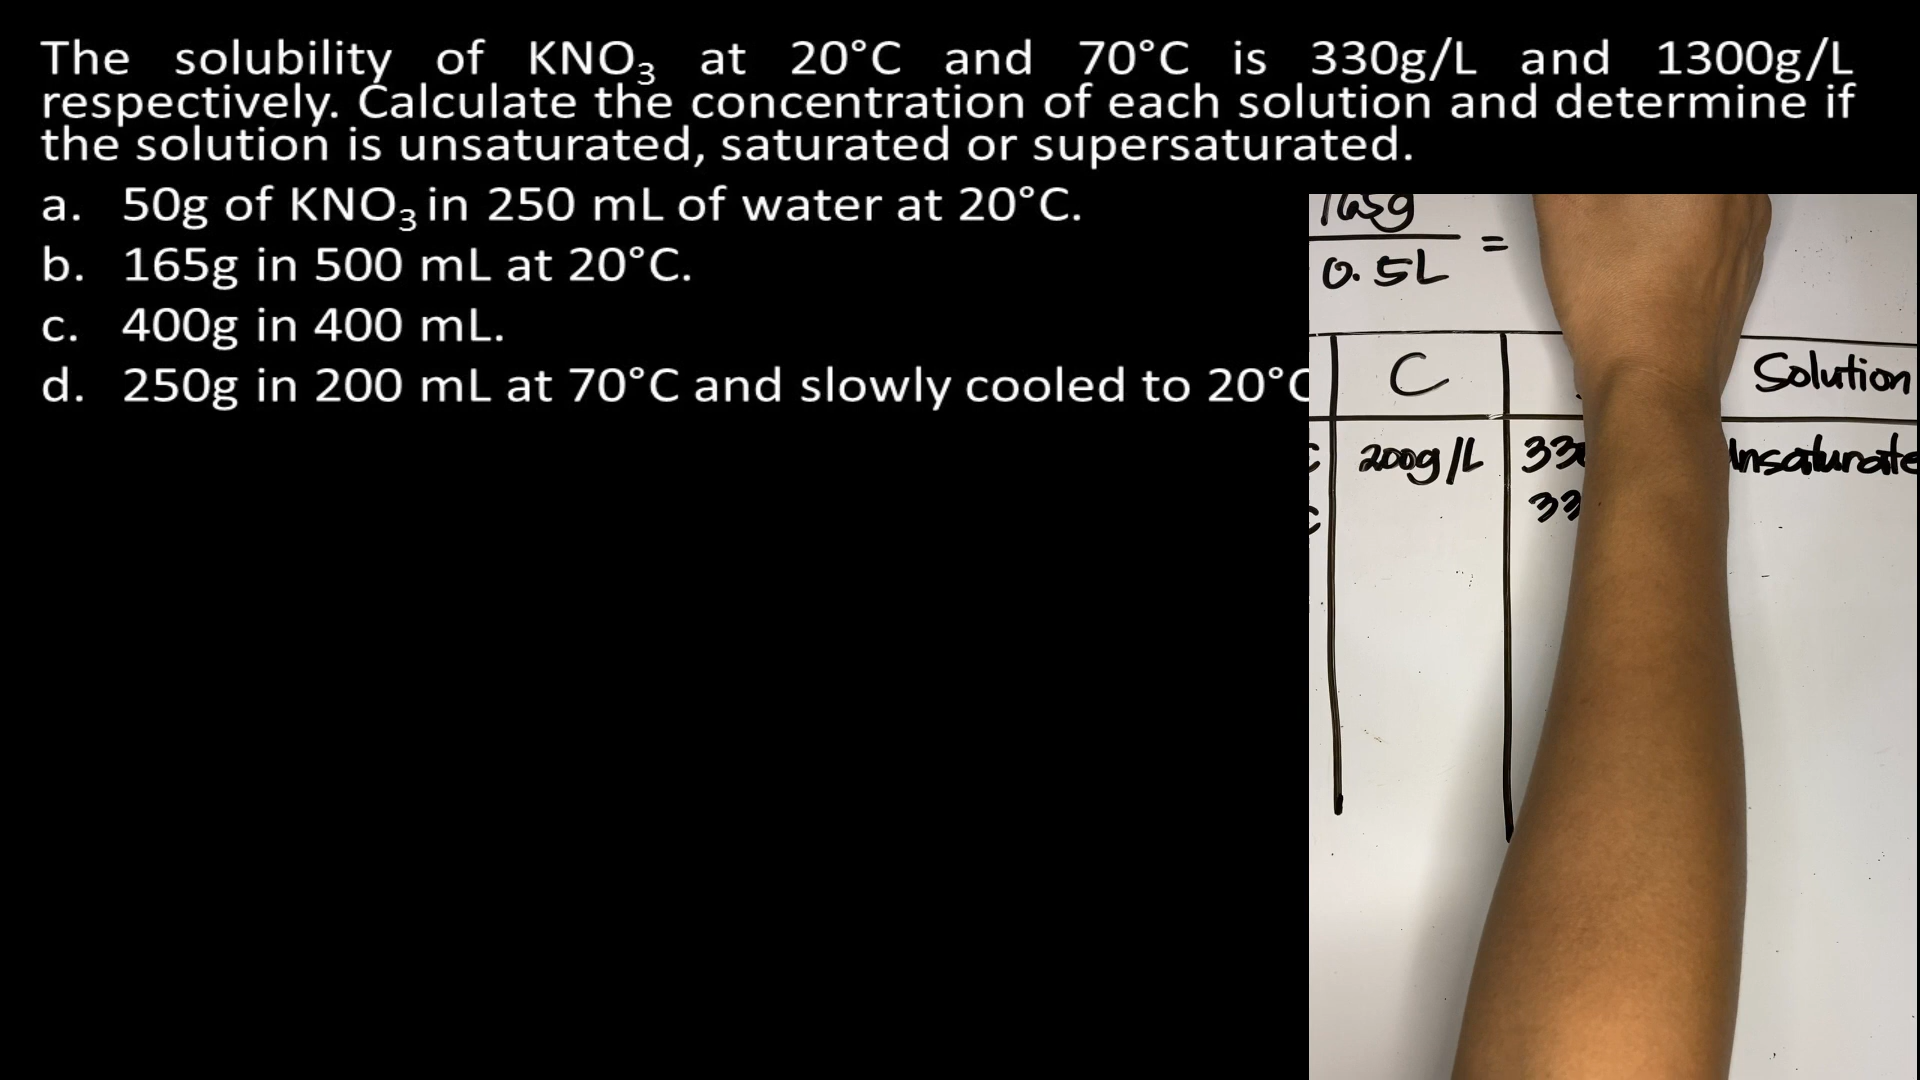 The solubility of KNO₃ at 20°C and 70°C is 330g/L and 1300g/L
respectively. Calculate the concentration of each solution and determine if
the solution is unsaturated, saturated or supersaturated.
a. 50g of KNO₃ in 250 mL of water at 20°C.
b. 165g in 500 mL at 20°C.
c. 400g in 400 mL.
d. 250g in 200 mL at 70°C and slowly cooled to 20°C
165g
0.5L =
C Solution
200g/L 33 Unsaturate
33